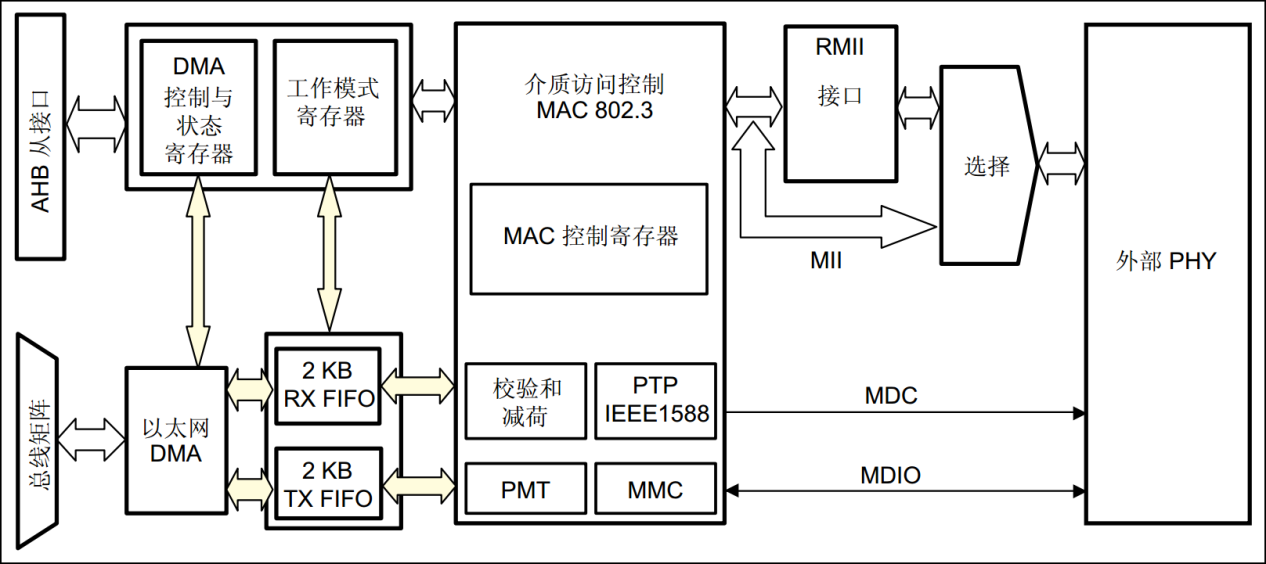 AHB 从接口
DMA
控制与
状态
寄存器
工作模式
寄存器
介质访问控制
MAC 802.3
RMII
接口
选择
外部 PHY
MAC 控制寄存器
MII
总线矩阵
以太网
DMA
2 KB
RX FIFO
2 KB
TX FIFO
校验和
减荷
PTP
IEEE1588
PMT
MMC
MDC
MDIO